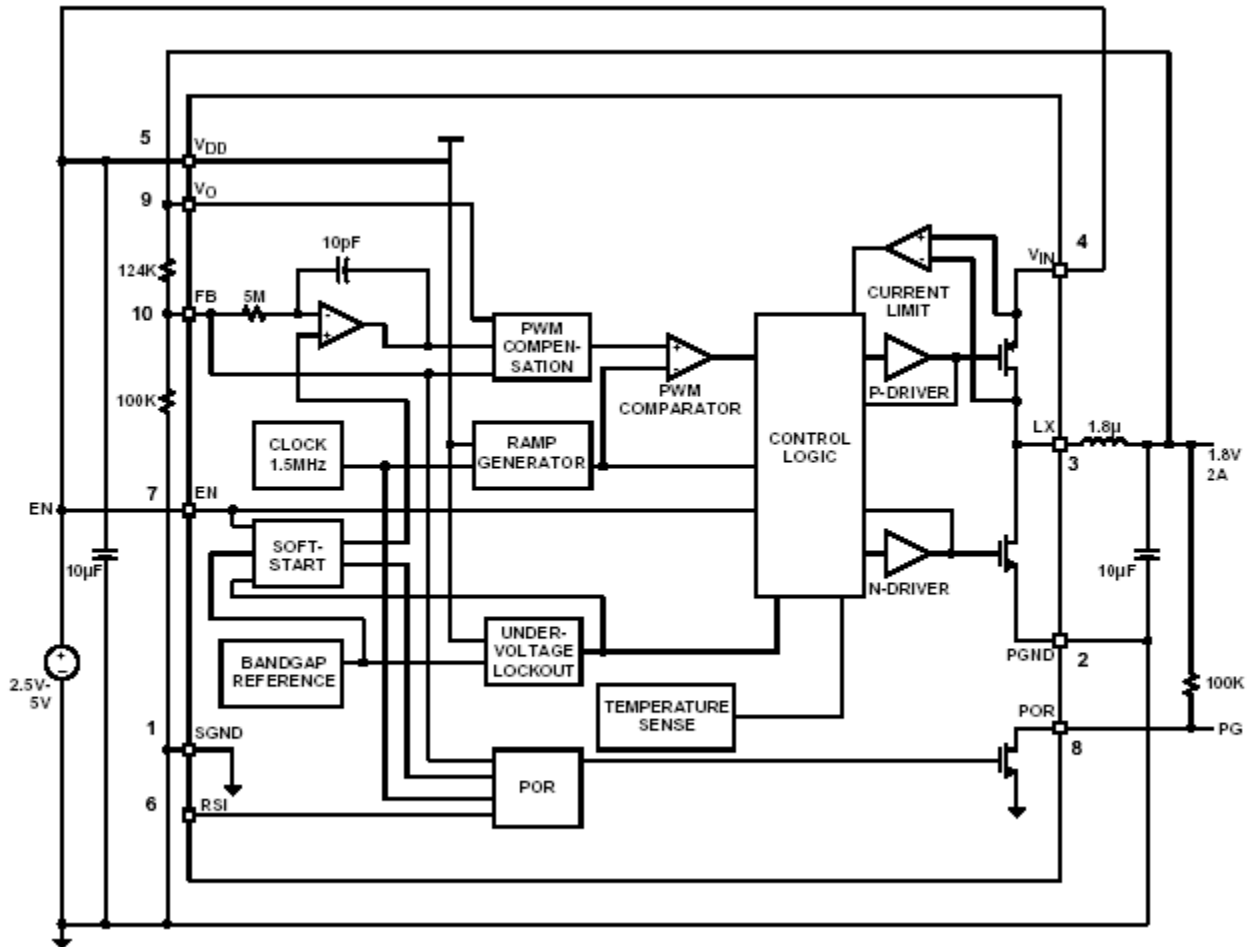 5
VDD
9
VO
10pF
4
VIN
124K
10
FB
5M
-
+
PWM
COMPEN-
SATION
+
-
PWM
COMPARATOR
+
-
CURRENT
LIMIT
P-DRIVER
100K
CLOCK
1.5MHz
RAMP
GENERATOR
CONTROL
LOGIC
LX
1.8µ
3
1.8V
2A
7
EN
EN
SOFT-
START
10µF
N-DRIVER
10µF
UNDER-
VOLTAGE
LOCKOUT
BANDGAP
REFERENCE
PGND
2
+
-
2.5V-
5V
TEMPERATURE
SENSE
100K
1
SGND
POR
8
PG
POR
6
RSI